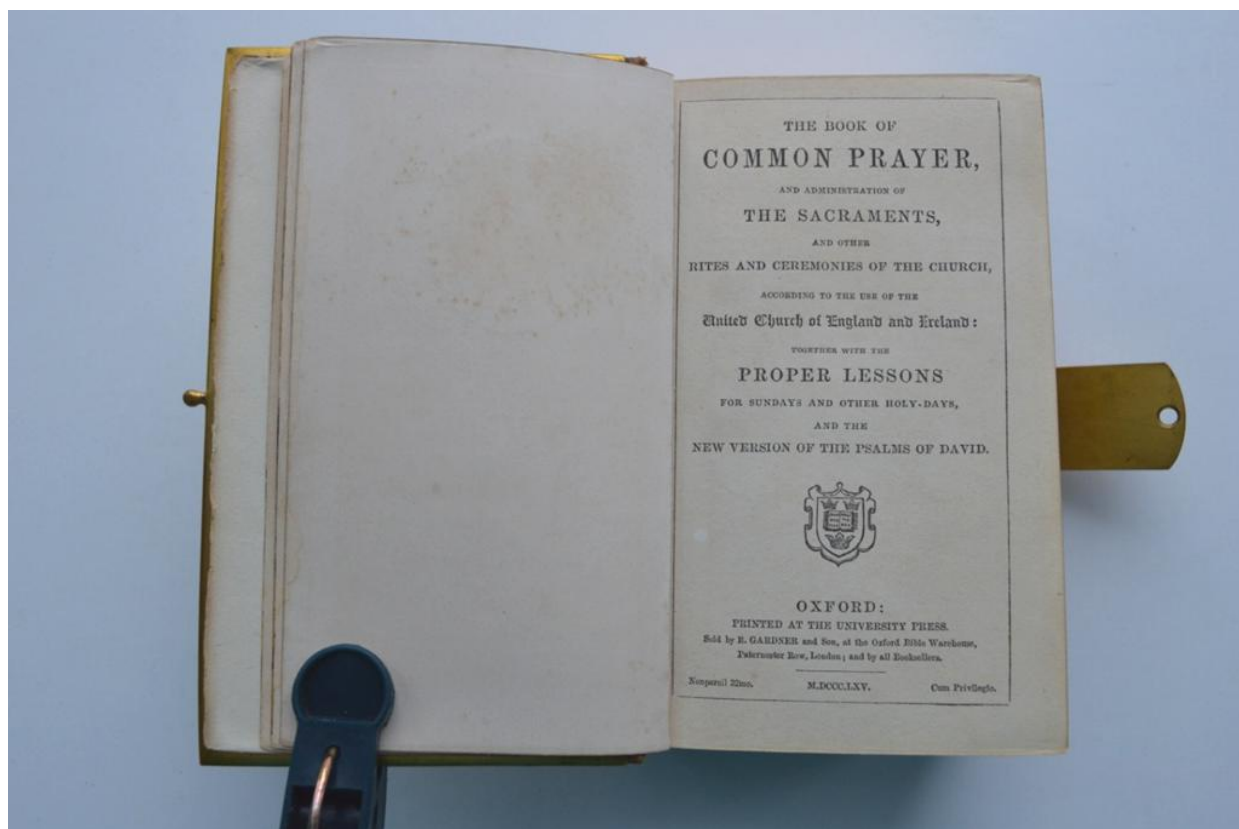 THE BOOK OF
COMMON PRAYER,
AND ADMINISTRATION OF
THE SACRAMENTS,
AND OTHER
RITES AND CEREMONIES OF THE CHURCH,
ACCORDING TO THE USE OF THE
United Church of England and Ireland:
TOGETHER WITH THE
PROPER LESSONS
FOR SUNDAYS AND OTHER HOLY-DAYS,
AND THE
NEW VERSION OF THE PSALMS OF DAVID.
OXFORD:
PRINTED AT THE UNIVERSITY PRESS.
Sold by E. GARDNER and Son, at the Oxford Bible Warehouse,
Paternoster Row, London; and by all Booksellers.
Nonpareil 32mo. M.DCCC.LXV. Cum Privilegio.